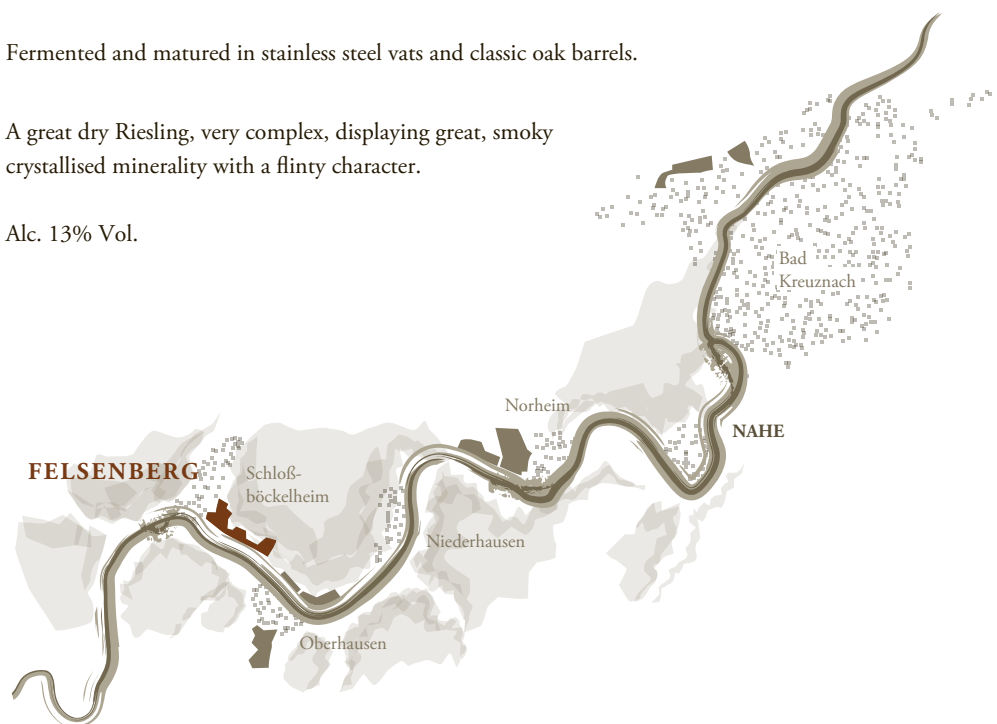 Fermented and matured in stainless steel vats and classic oak barrels.
A great dry Riesling, very complex, displaying great, smoky
crystallised minerality with a flinty character.
Alc. 13% Vol.
Bad
Kreuznach
Norheim
NAHE
FELSENBERG
Schloß-
böckelheim
Niederhausen
Oberhausen